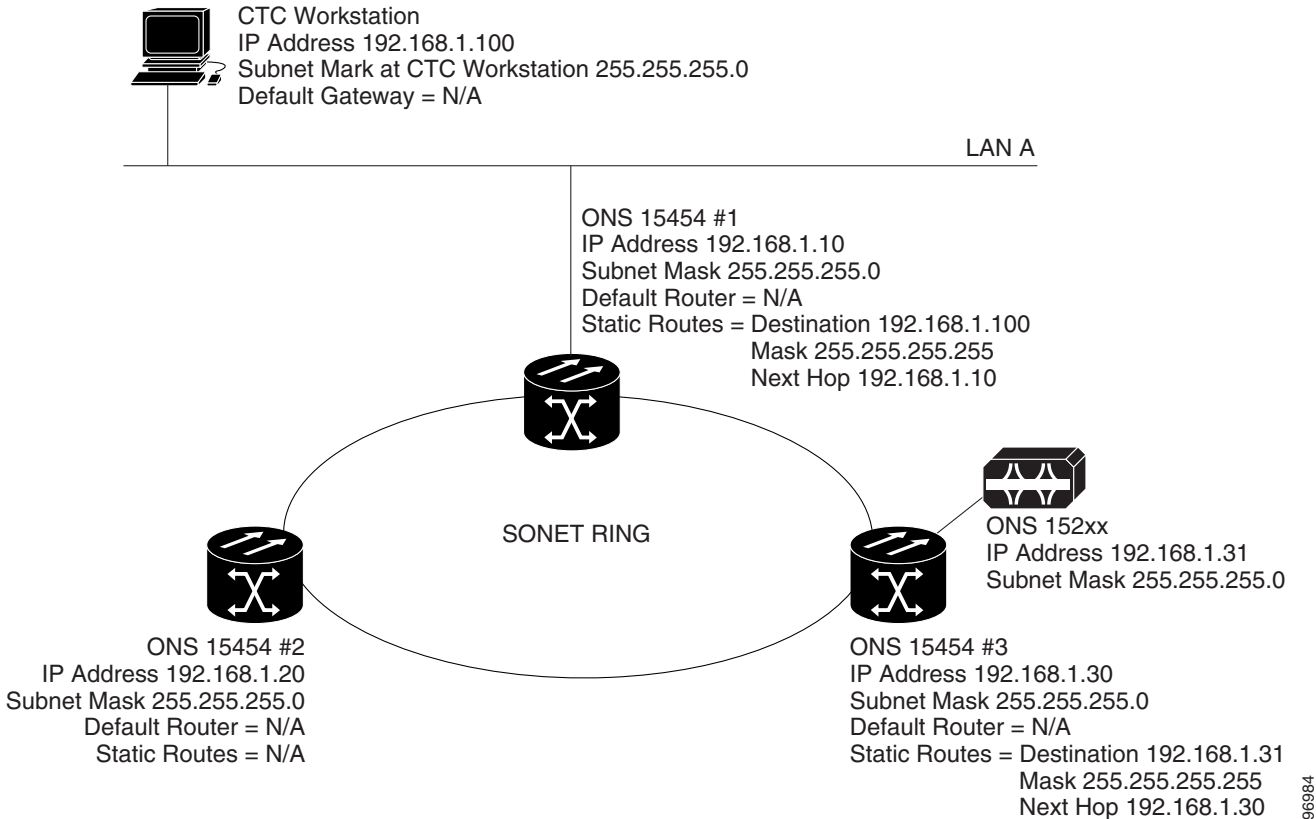 CTC Workstation
IP Address 192.168.1.100
Subnet Mark at CTC Workstation 255.255.255.0
Default Gateway = N/A
LAN A
ONS 15454 #1
IP Address 192.168.1.10
Subnet Mask 255.255.255.0
Default Router = N/A
Static Routes = Destination 192.168.1.100
Mask 255.255.255.255
Next Hop 192.168.1.10
SONET RING
ONS 152xx
IP Address 192.168.1.31
Subnet Mask 255.255.255.0
ONS 15454 #2
IP Address 192.168.1.20
Subnet Mask 255.255.255.0
Default Router = N/A
Static Routes = N/A
ONS 15454 #3
IP Address 192.168.1.30
Subnet Mask 255.255.255.0
Default Router = N/A
Static Routes = Destination 192.168.1.31
Mask 255.255.255.255
Next Hop 192.168.1.30
96984